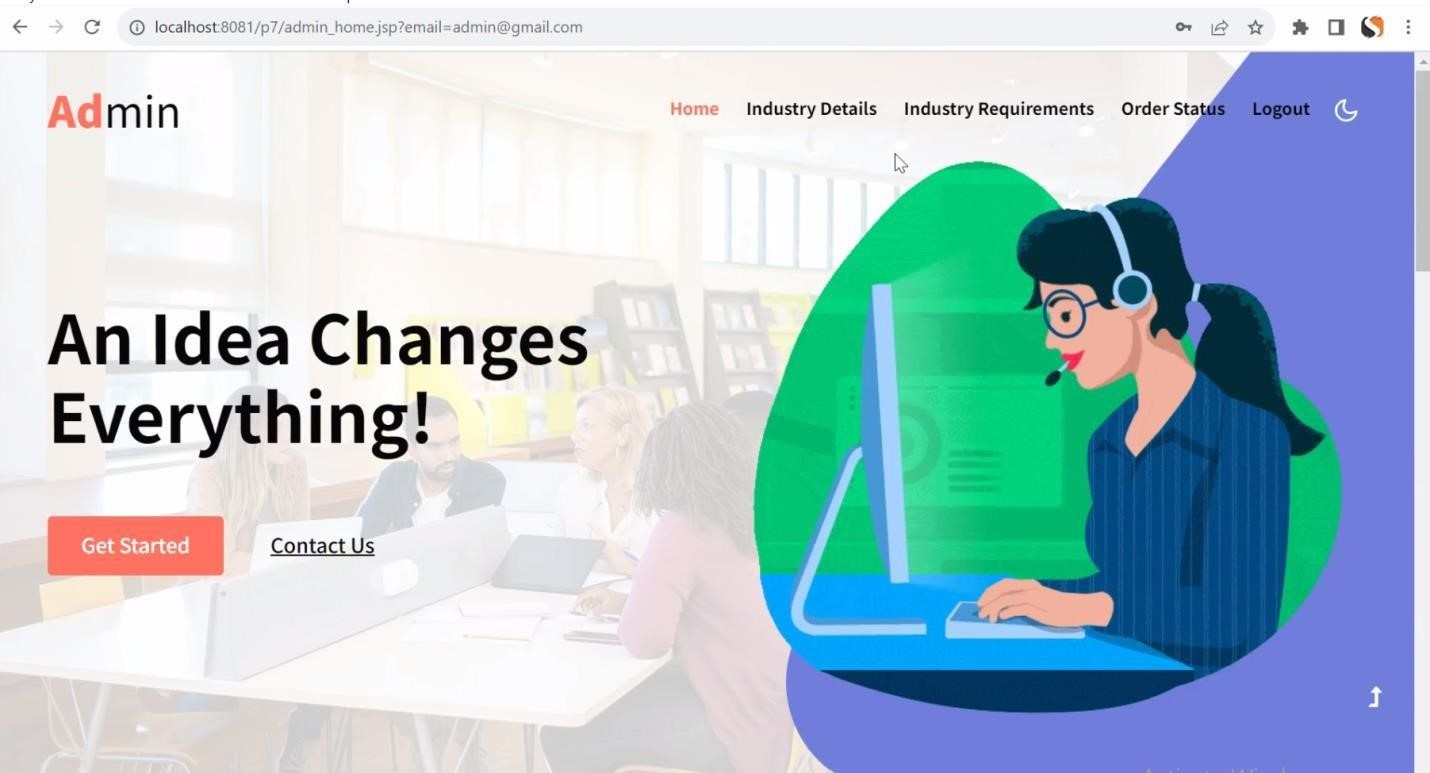 localhost:8081/p7/admin_home.jsp?email=admin@gmail.com
Admin
Home Industry Details Industry Requirements Order Status Logout
An Idea Changes
Everything!
Get Started Contact Us